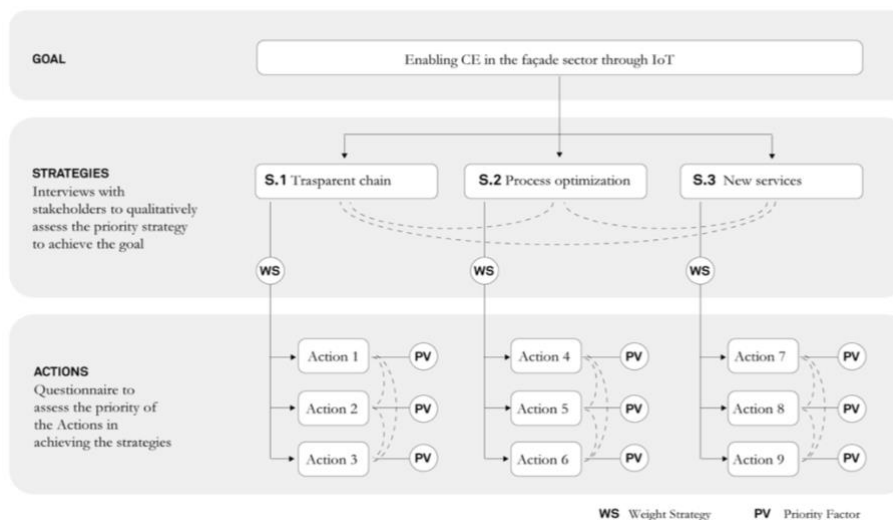 GOAL
Enabling CE in the façade sector through IoT
STRATEGIES
Interviews with
stakeholders to qualitatively
assess the priority strategy
to achieve the goal
S.1 Trasparent chain
S.2 Process optimization
S.3 New services
WS
WS
WS
ACTIONS
Questionnaire to
assess the priority of
the Actions in
achieving the strategies
Action 1 PV
Action 4 PV
Action 7 PV
Action 2 PV
Action 5 PV
Action 8 PV
Action 3 PV
Action 6 PV
Action 9 PV
WS Weight Strategy
PV Priority Factor